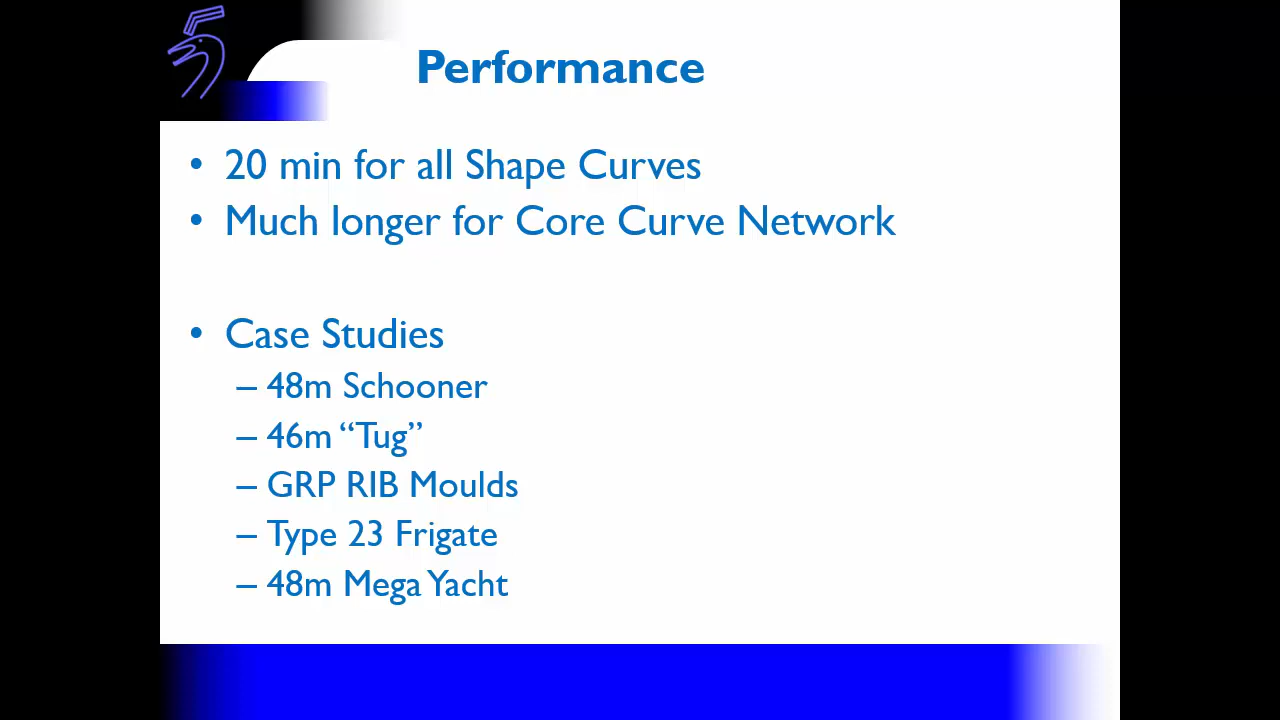 Performance
• 20 min for all Shape Curves
• Much longer for Core Curve Network
• Case Studies
– 48m Schooner
– 46m “Tug”
– GRP RIB Moulds
– Type 23 Frigate
– 48m Mega Yacht